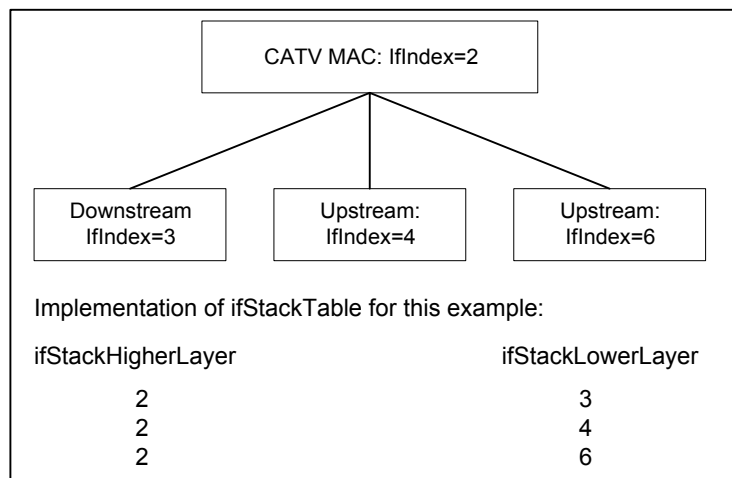 CATV MAC: IfIndex=2
Downstream
IfIndex=3
Upstream:
IfIndex=4
Upstream:
IfIndex=6
Implementation of ifStackTable for this example:
ifStackHigherLayer ifStackLowerLayer
2 3
2 4
2 6